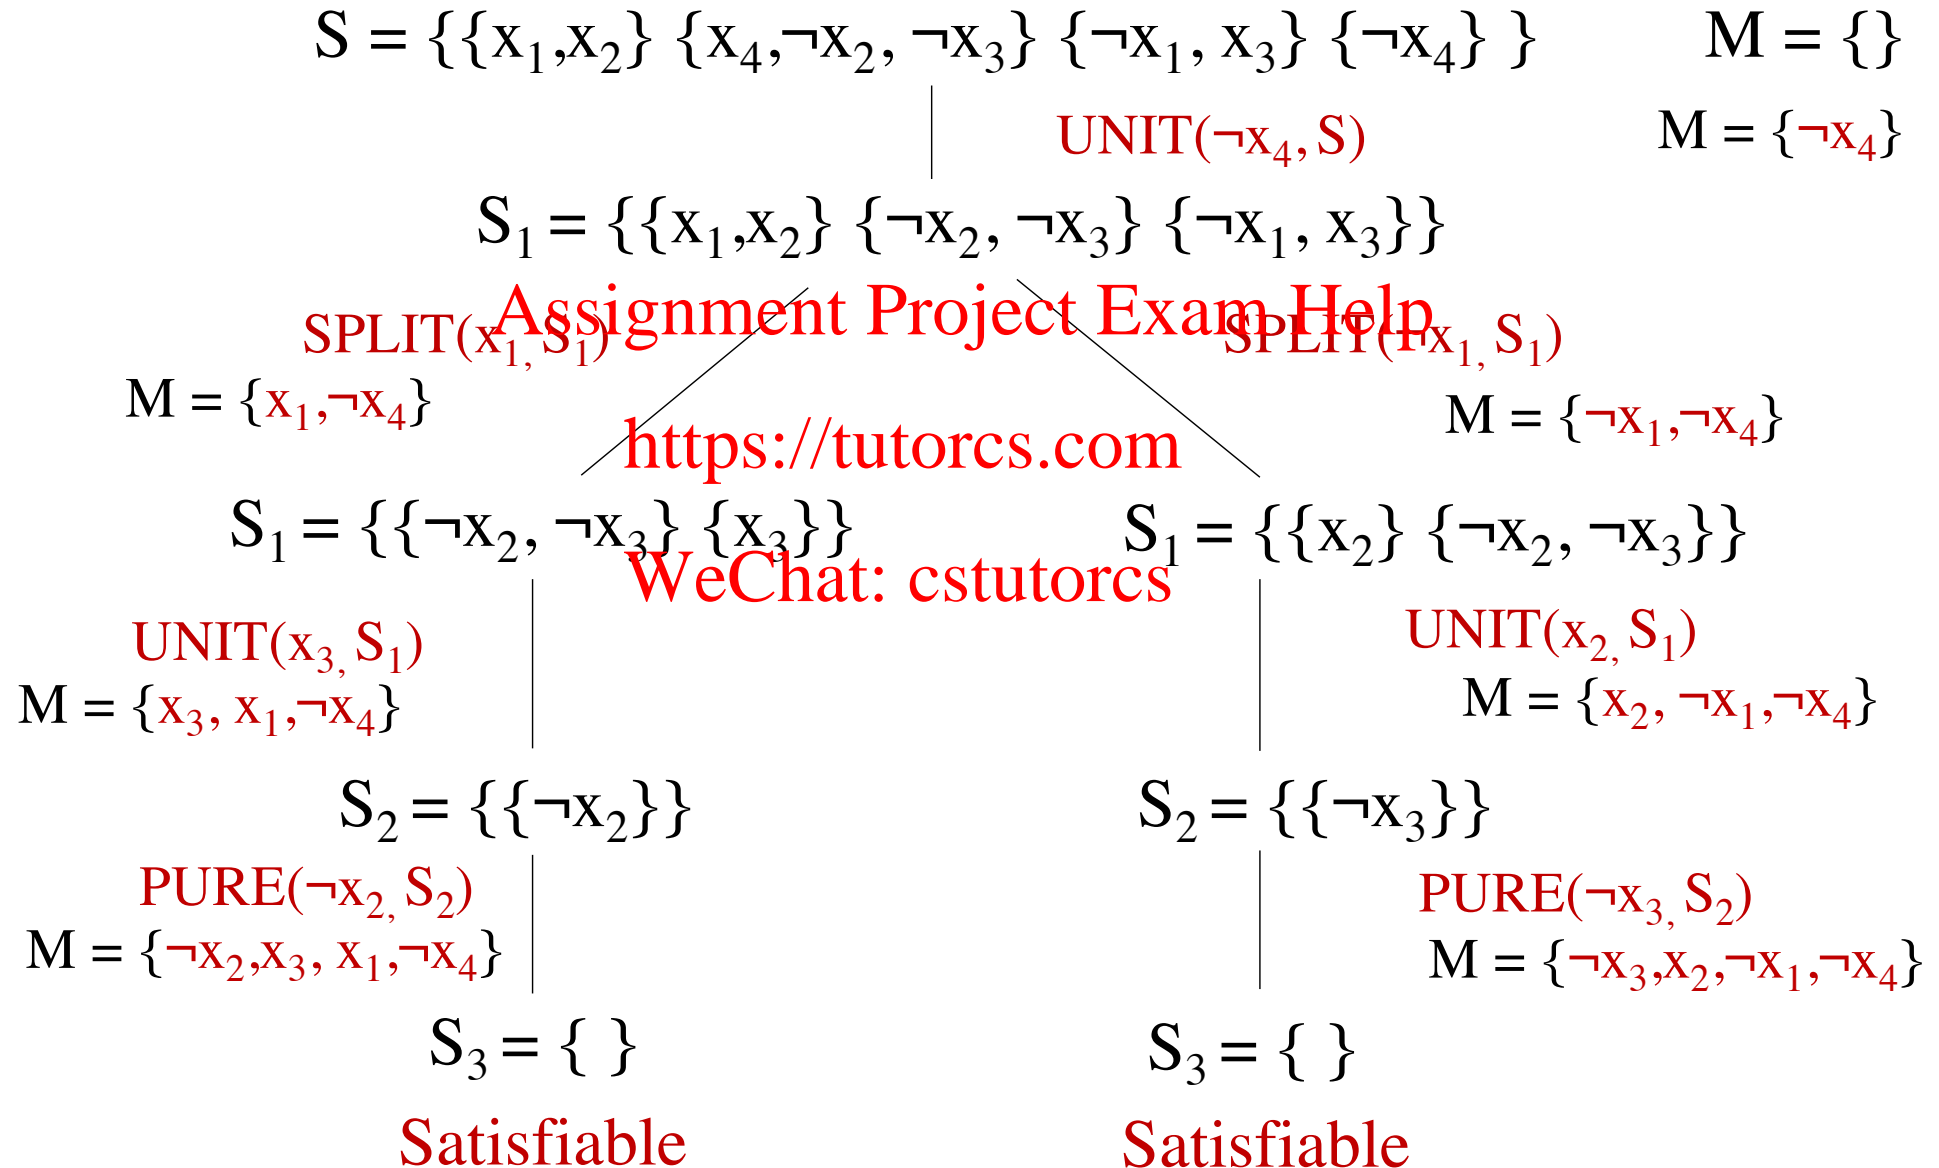 S = {{x₁,x₂} {x₄,¬x₂, ¬x₃} {¬x₁, x₃} {¬x₄} } M = {}
UNIT(¬x₄, S) M = {¬x₄}
S₁ = {{x₁,x₂} {¬x₂, ¬x₃} {¬x₁, x₃}}
Assignment Project Exam Help
SPLIT(x₁, S₁) SPLIT(¬x₁, S₁)
M = {x₁,¬x₄} M = {¬x₁,¬x₄}
https://tutorcs.com
S₁ = {{¬x₂, ¬x₃} {x₃}} S₁ = {{x₂} {¬x₂, ¬x₃}}
WeChat: cstutorcs
UNIT(x₃, S₁) UNIT(x₂, S₁)
M = {x₃, x₁,¬x₄} M = {x₂, ¬x₁,¬x₄}
S₂ = {{¬x₂}} S₂ = {{¬x₃}}
PURE(¬x₂, S₂) PURE(¬x₃, S₂)
M = {¬x₂,x₃, x₁,¬x₄} M = {¬x₃,x₂,¬x₁,¬x₄}
S₃ = { } S₃ = { }
Satisfiable Satisfiable